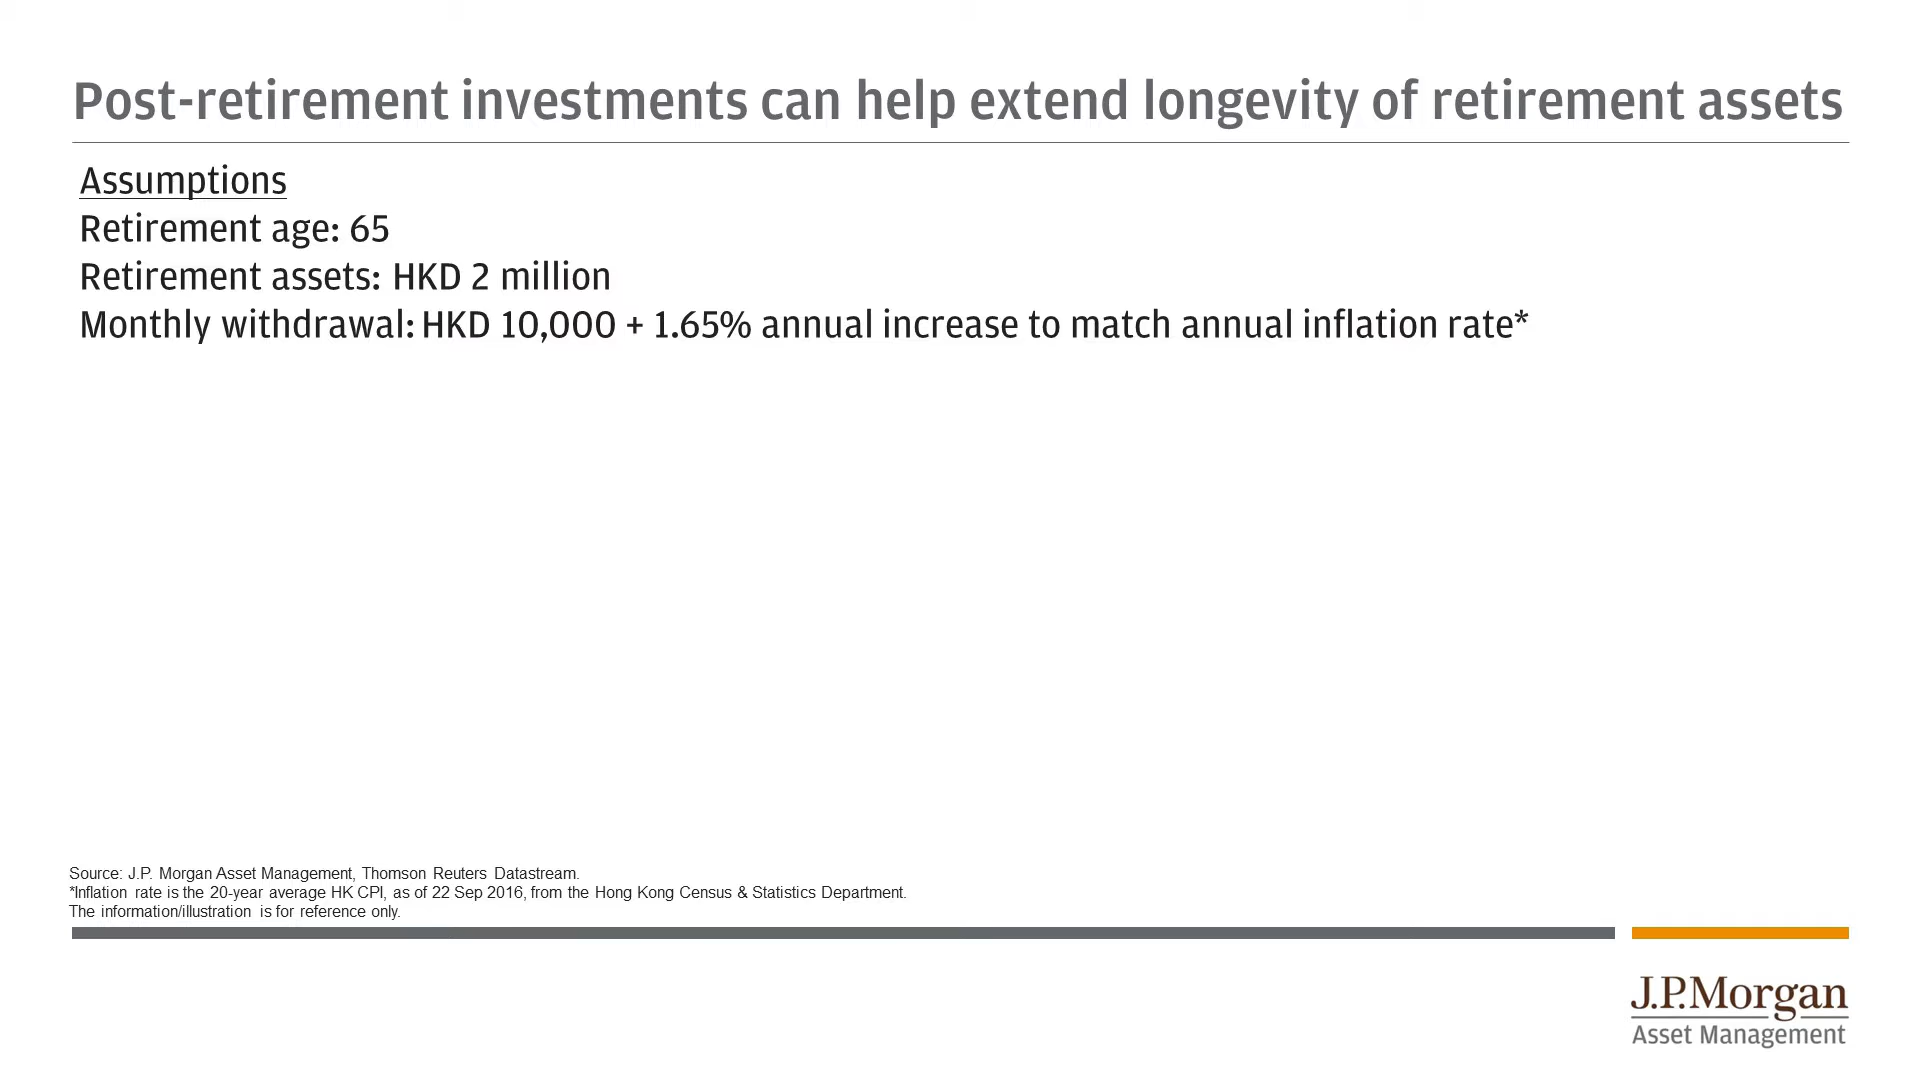 Post-retirement investments can help extend longevity of retirement assets
Assumptions
Retirement age: 65
Retirement assets: HKD 2 million
Monthly withdrawal: HKD 10,000 + 1.65% annual increase to match annual inflation rate*
Source: J.P. Morgan Asset Management, Thomson Reuters Datastream.
*Inflation rate is the 20-year average HK CPI, as of 22 Sep 2016, from the Hong Kong Census & Statistics Department.
The information/illustration is for reference only.
J.P.Morgan
Asset Management